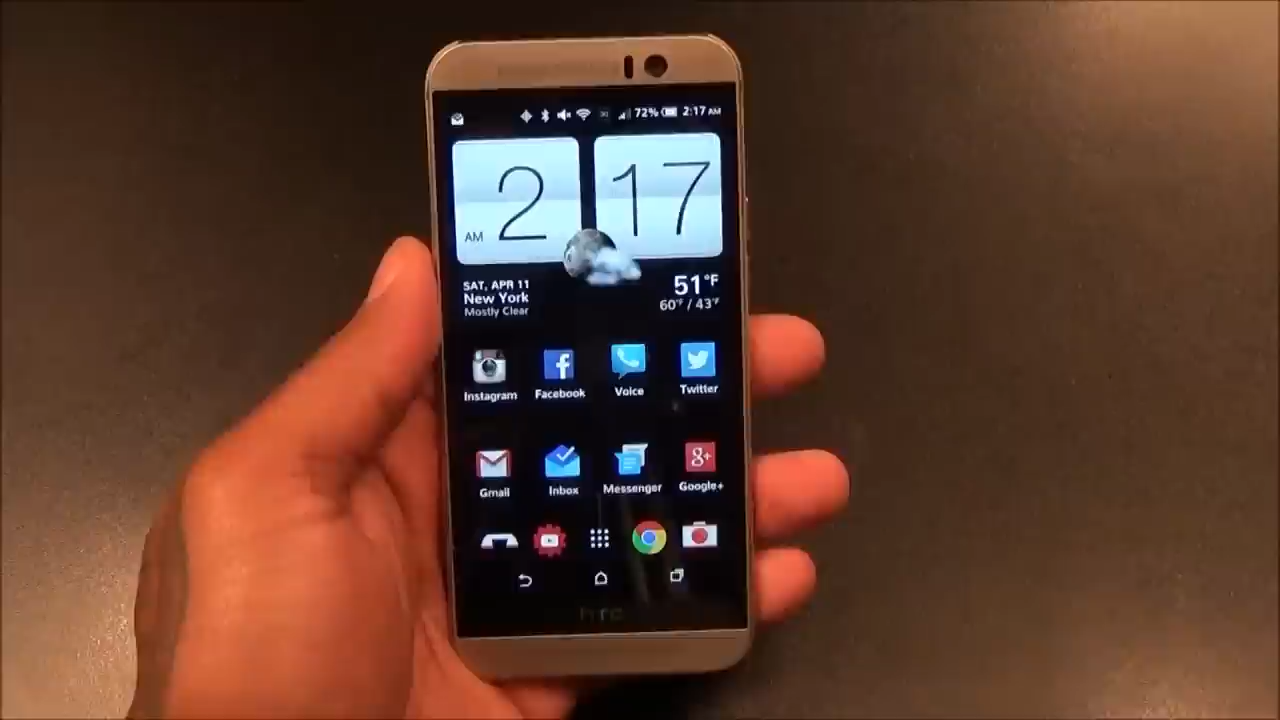 72% 2:17 AM
AM 2 17
SAT, APR 11
New York
Mostly Clear
51°F
60°F / 43°F
Instagram Facebook Voice Twitter
Gmail Inbox Messenger Google+
hTC